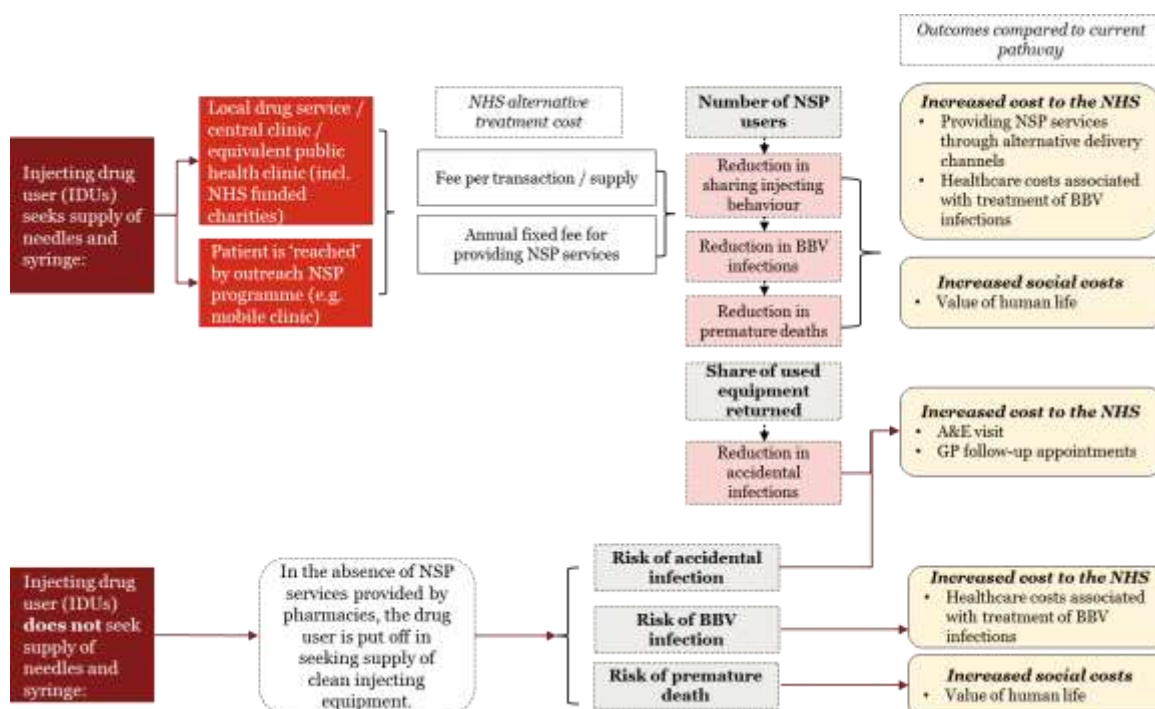 Outcomes compared to current
pathway
Injecting drug
user (IDUs)
seeks supply of
needles and
syringe:
Local drug service /
central clinic /
equivalent public
health clinic (incl.
NHS funded
charities)
Patient is ‘reached’
by outreach NSP
programme (e.g.
mobile clinic)
NHS alternative
treatment cost
Fee per transaction / supply
Annual fixed fee for
providing NSP services
Number of NSP
users
Reduction in
sharing injecting
behaviour
Reduction in BBV
infections
Reduction in
premature deaths
Share of used
equipment
returned
Reduction in
accidental
infections
Increased cost to the NHS
• Providing NSP services
through alternative delivery
channels
• Healthcare costs associated
with treatment of BBV
infections
Increased social costs
• Value of human life
Increased cost to the NHS
• A&E visit
• GP follow-up appointments
Injecting drug
user (IDUs)
does not seek
supply of
needles and
syringe:
In the absence of NSP
services provided by
pharmacies, the drug
user is put off in
seeking supply of
clean injecting
equipment.
Risk of accidental
infection
Risk of BBV
infection
Risk of premature
death
Increased cost to the NHS
• Healthcare costs associated
with treatment of BBV
infections
Increased social costs
• Value of human life